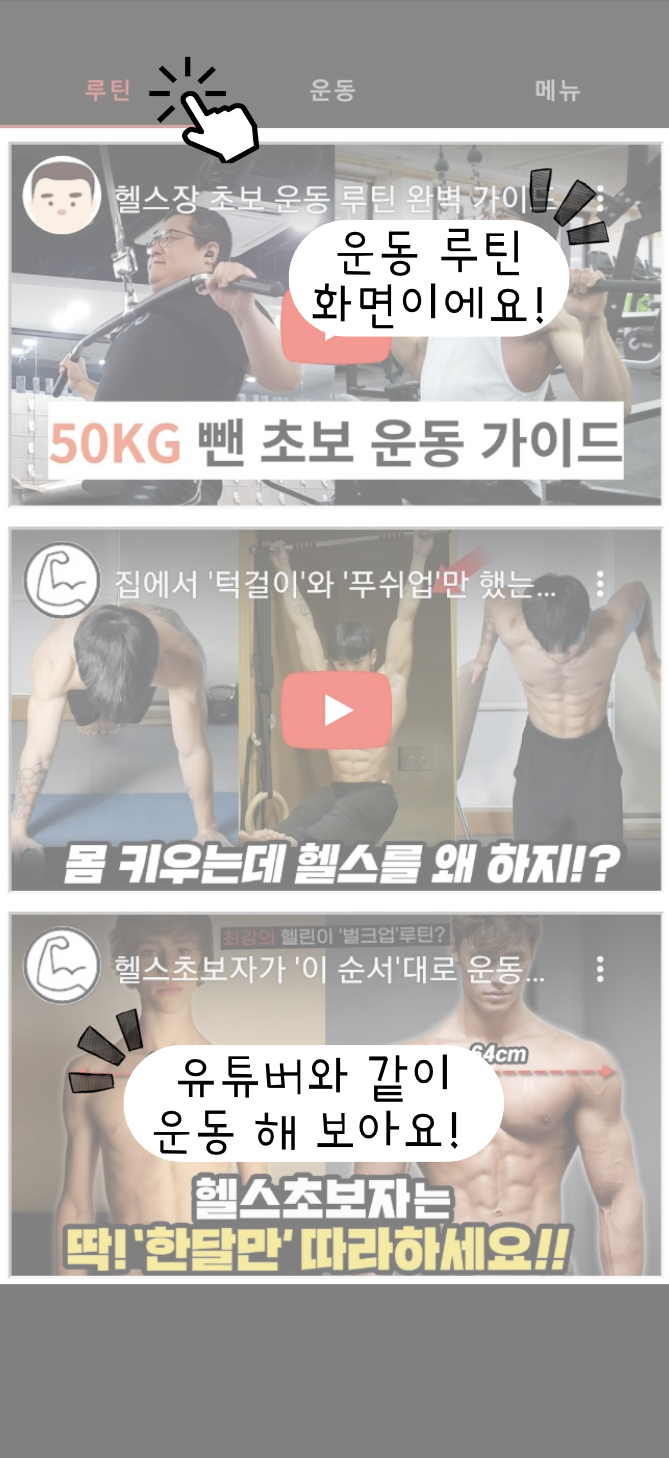 루틴 운동 메뉴
헬스장 초보 운동 루틴 완벽 가이드
운동 루틴
화면이에요!
50KG 뺀 초보 운동 가이드
집에서 '턱걸이'와 '푸쉬업'만 했는...
몸 키우는데 헬스를 왜 하지!?
최강의 헬린이 '벌크업'루틴?
헬스초보자가 '이 순서'대로 운동...
64cm
유튜버와 같이
운동 해 보아요!
헬스초보자는
딱! '한달만' 따라하세요!!